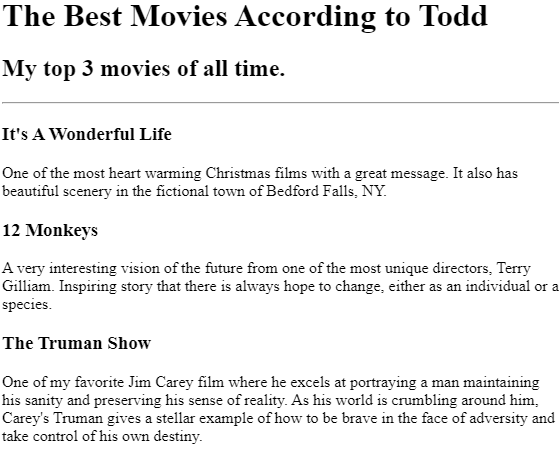 The Best Movies According to Todd
My top 3 movies of all time.
It's A Wonderful Life
One of the most heart warming Christmas films with a great message. It also has
beautiful scenery in the fictional town of Bedford Falls, NY.
12 Monkeys
A very interesting vision of the future from one of the most unique directors, Terry
Gilliam. Inspiring story that there is always hope to change, either as an individual or a
species.
The Truman Show
One of my favorite Jim Carey film where he excels at portraying a man maintaining
his sanity and preserving his sense of reality. As his world is crumbling around him,
Carey's Truman gives a stellar example of how to be brave in the face of adversity and
take control of his own destiny.